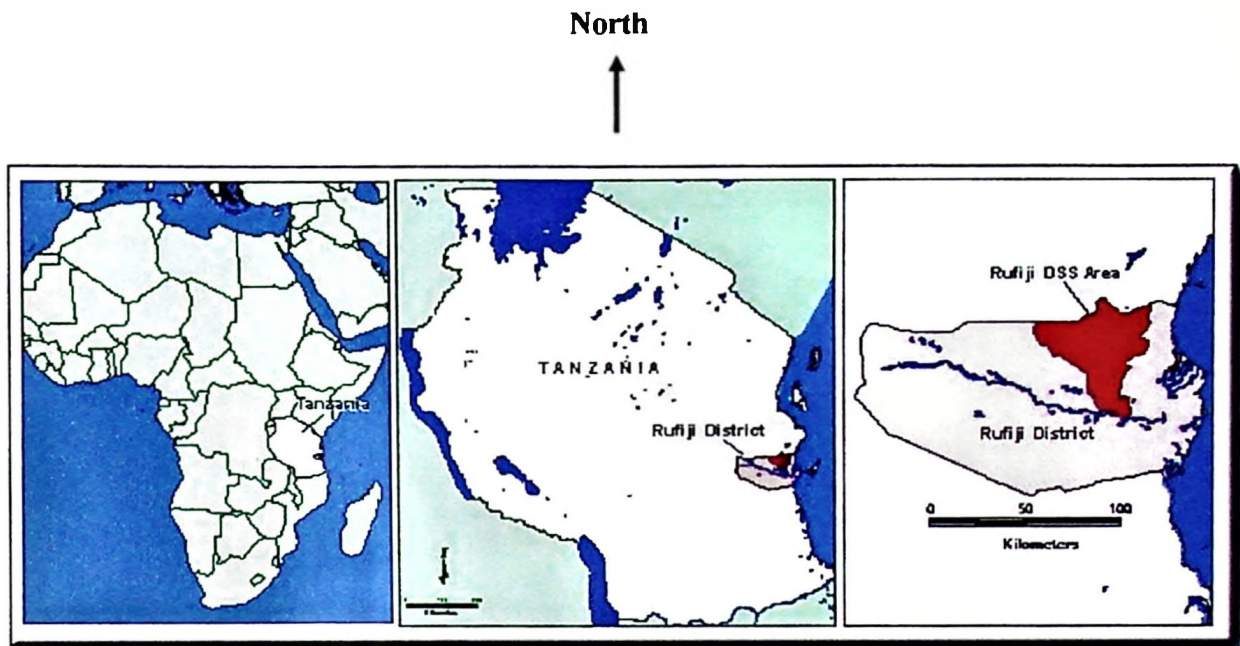 North
Tanzania
TANZANIA
Rufiji District
Rufiji DSS Area
Rufiji District
0 50 100
Kilometers